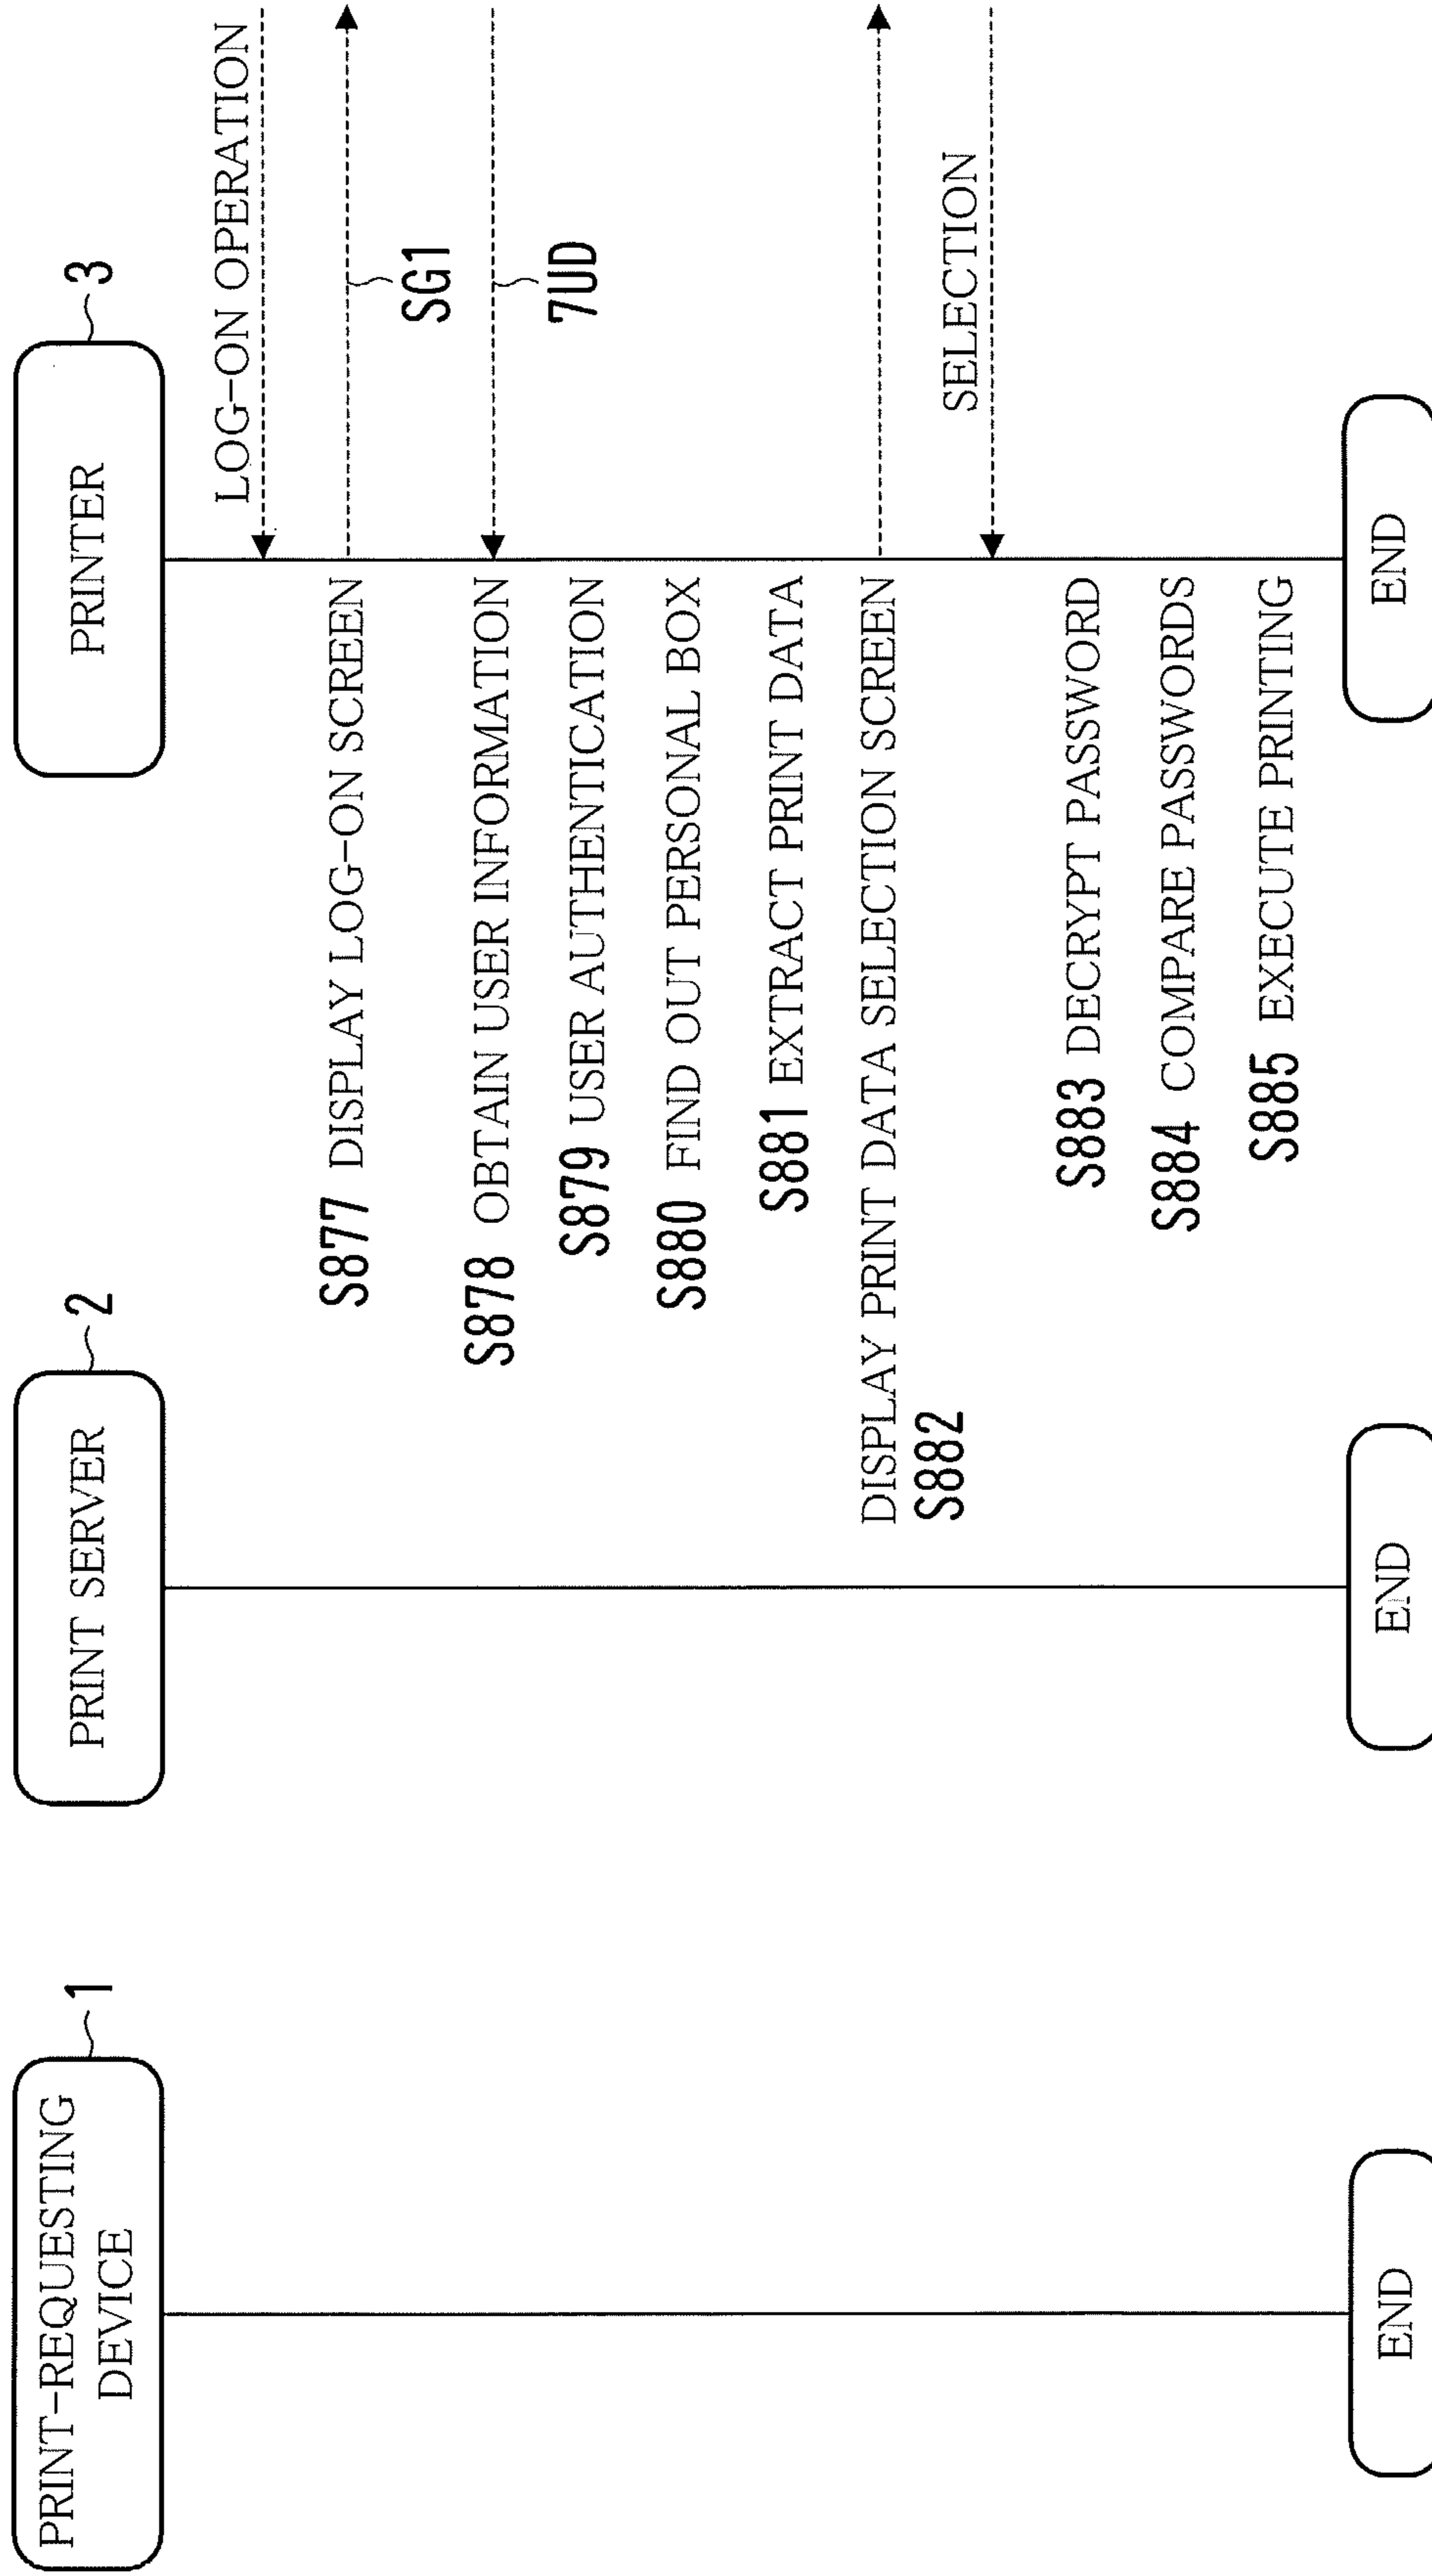 PRINT-REQUESTING
DEVICE
1
PRINT SERVER
2
PRINTER
3
LOG-ON OPERATION
S877 DISPLAY LOG-ON SCREEN
SG1
S878 OBTAIN USER INFORMATION
7UD
S879 USER AUTHENTICATION
S880 FIND OUT PERSONAL BOX
S881 EXTRACT PRINT DATA
DISPLAY PRINT DATA SELECTION SCREEN
S882
SELECTION
S883 DECRYPT PASSWORD
S884 COMPARE PASSWORDS
S885 EXECUTE PRINTING
END
END
END